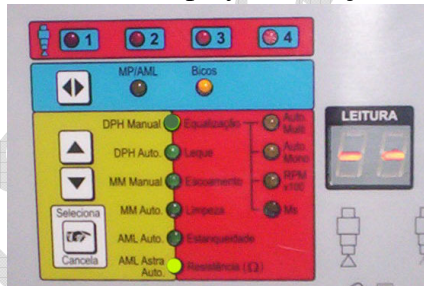 1 2 3 4
MP/AML Bicos
DPH Manual Equalização Auto. Multi
DPH Auto. Leque Auto. Mono
MM Manual Escoamento RPM x100
MM Auto. Limpeza Ms
AML Auto. Estanqueidade
AML Astra Auto. Resistência (Ω)
Seleciona
Cancela
LEITURA
--